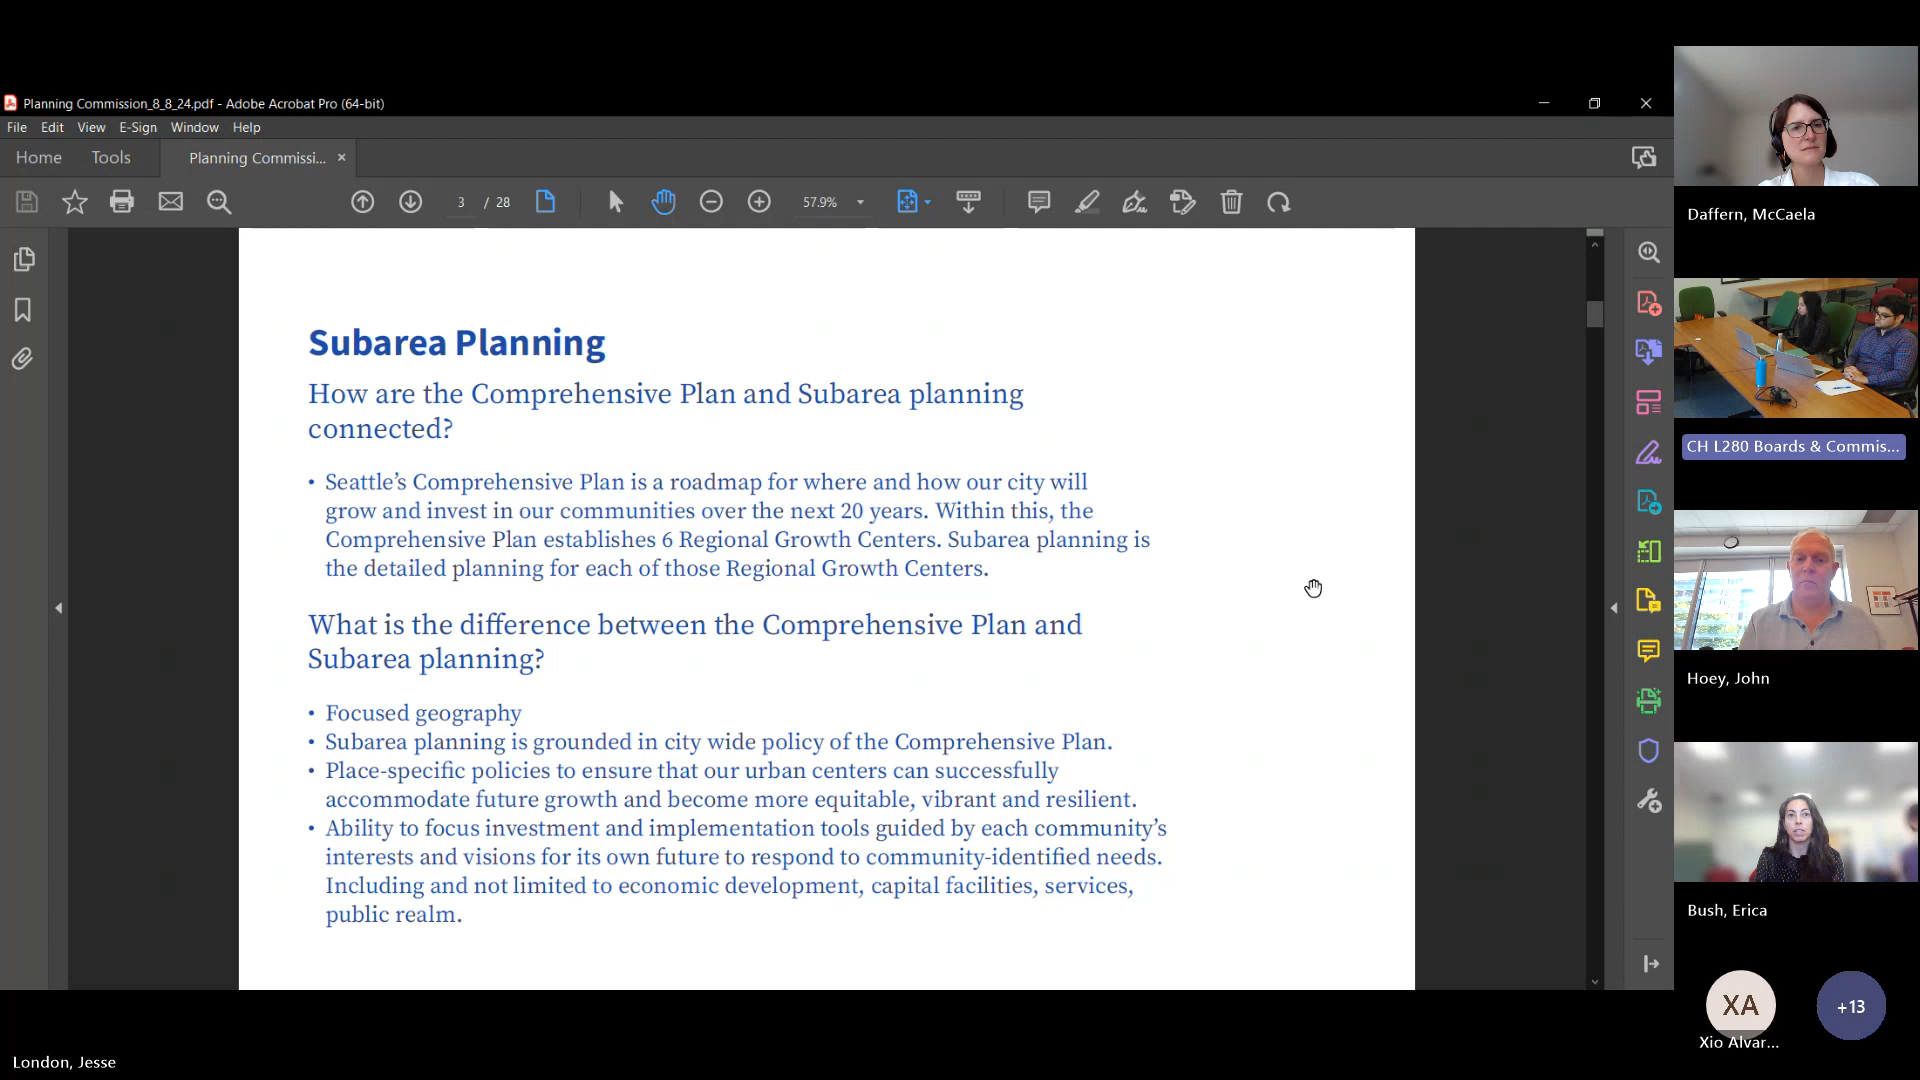 Planning Commission_8_8_24.pdf - Adobe Acrobat Pro (64-bit)
File Edit View E-Sign Window Help
Home Tools Planning Commissi... ×
3 / 28 57.9%
Subarea Planning
How are the Comprehensive Plan and Subarea planning
connected?
• Seattle’s Comprehensive Plan is a roadmap for where and how our city will
grow and invest in our communities over the next 20 years. Within this, the
Comprehensive Plan establishes 6 Regional Growth Centers. Subarea planning is
the detailed planning for each of those Regional Growth Centers.
What is the difference between the Comprehensive Plan and
Subarea planning?
• Focused geography
• Subarea planning is grounded in city wide policy of the Comprehensive Plan.
• Place-specific policies to ensure that our urban centers can successfully
accommodate future growth and become more equitable, vibrant and resilient.
• Ability to focus investment and implementation tools guided by each community’s
interests and visions for its own future to respond to community-identified needs.
Including and not limited to economic development, capital facilities, services,
public realm.
Daffern, McCaela
CH L280 Boards & Commis...
Hoey, John
Bush, Erica
XA
+13
Xio Alvar...
London, Jesse